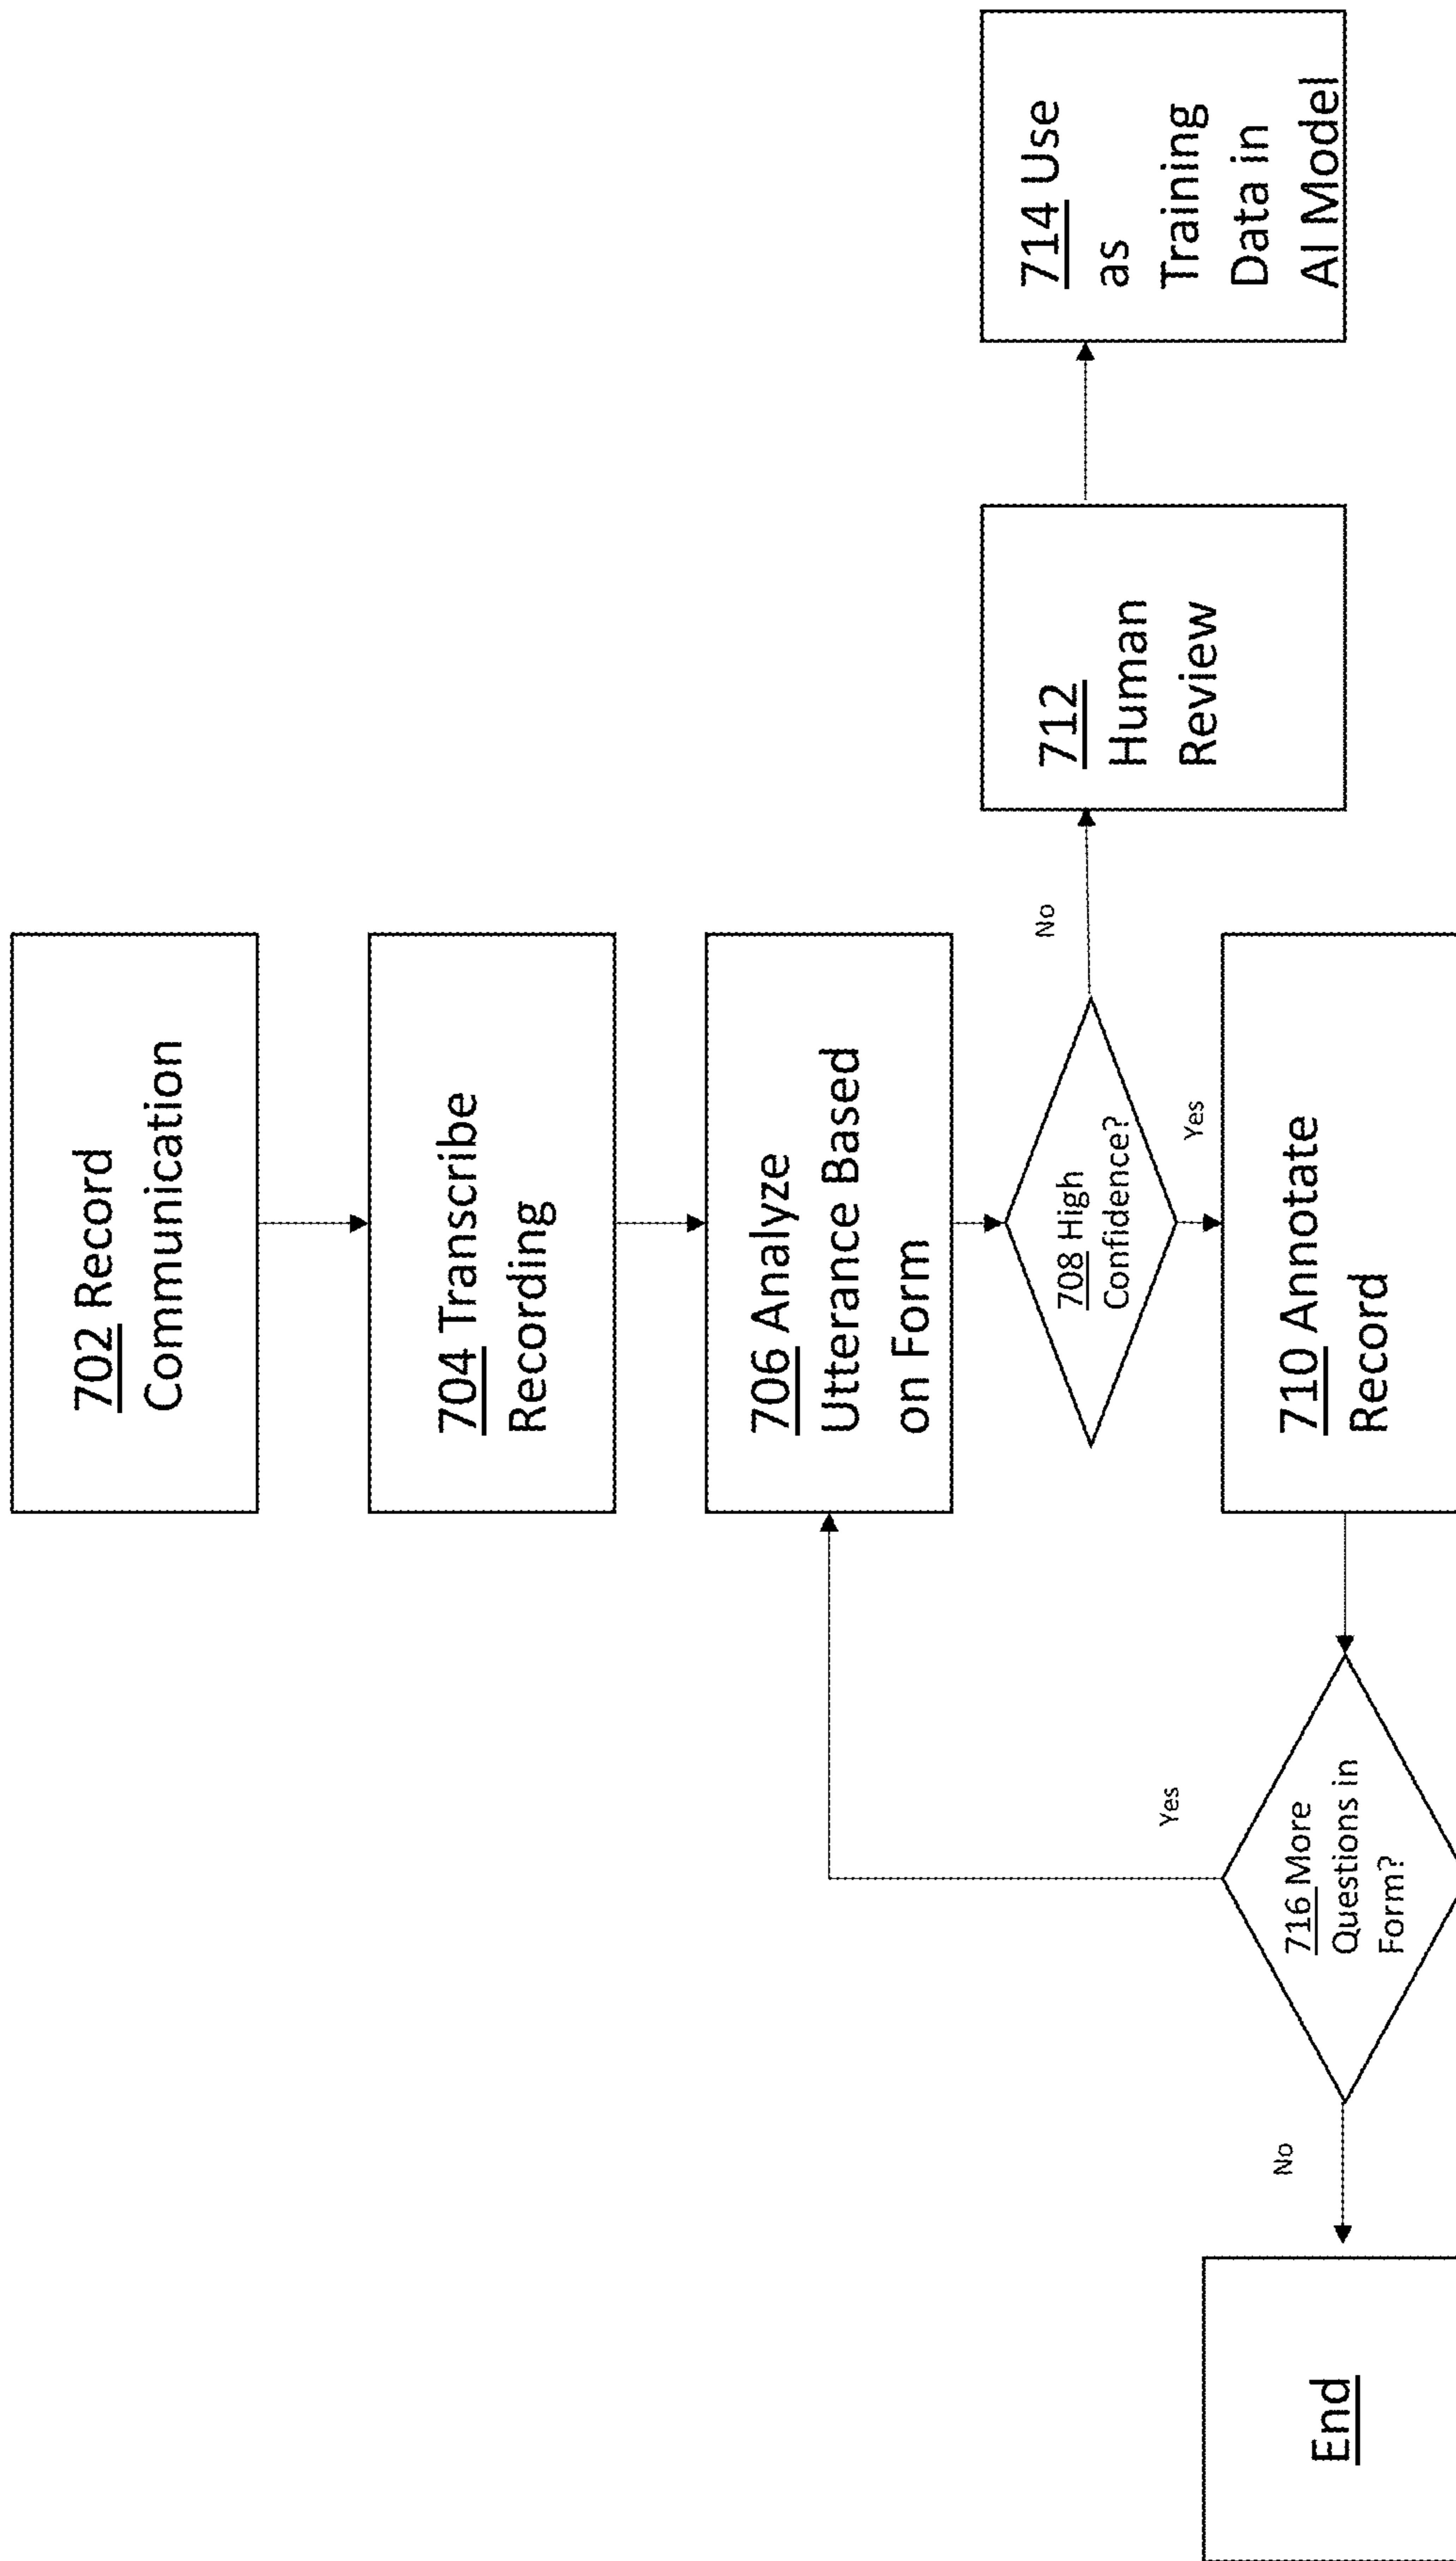 702 Record
Communication
704 Transcribe
Recording
706 Analyze
Utterance Based
on Form
708 High
Confidence?
No
Yes
712
Human
Review
714 Use
as
Training
Data in
AI Model
710 Annotate
Record
716 More
Questions in
Form?
Yes
No
End